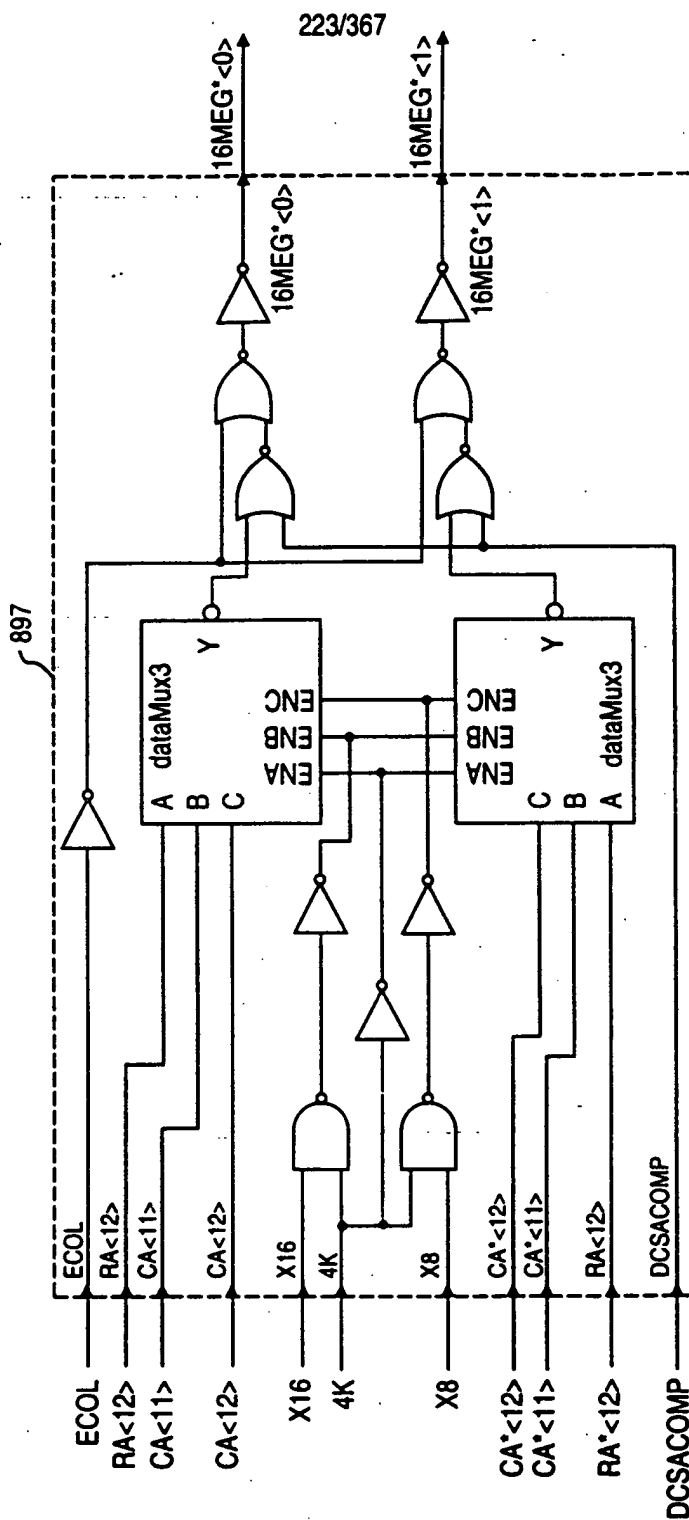 223/367
897
ECOL
ECOL
RA<12>
RA<12>
CA<11>
CA<11>
CA<12>
CA<12>
X16
X16
4K
4K
X8
X8
CA*<12>
CA*<12>
CA*<11>
CA*<11>
RA*<12>
RA<12>
DCSACOMP
DCSACOMP
dataMux3
A
B
C
Y
ENA
ENB
ENC
dataMux3
C
B
A
Y
ENA
ENB
ENC
16MEG*<0>
16MEG*<0>
16MEG*<1>
16MEG*<1>